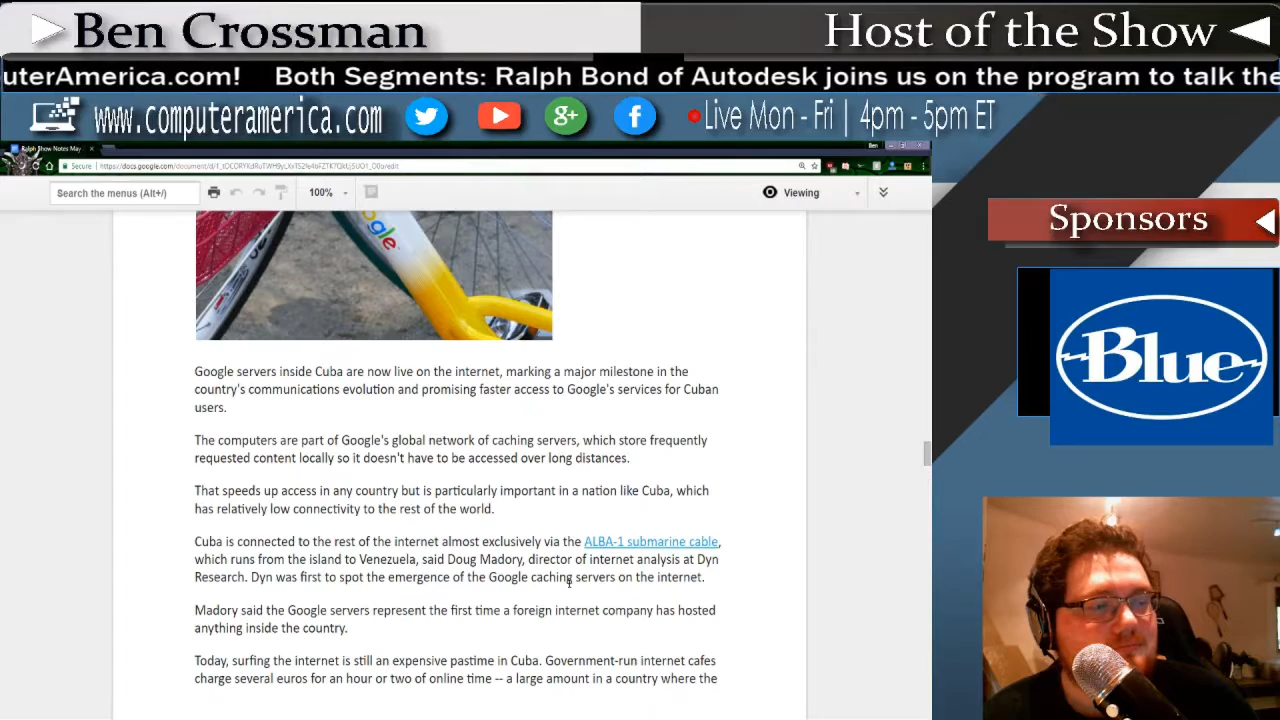 Ben Crossman
Host of the Show
uterAmerica.com! Both Segments: Ralph Bond of Autodesk joins us on the program to talk the
www.computeramerica.com
Live Mon - Fri | 4pm - 5pm ET
Ralph Show Notes May
Ben
Secure
Search the menus (Alt+/)
100%
Viewing
Sponsors
Blue
ogle
Google servers inside Cuba are now live on the internet, marking a major milestone in the
country's communications evolution and promising faster access to Google's services for Cuban
users.
The computers are part of Google's global network of caching servers, which store frequently
requested content locally so it doesn't have to be accessed over long distances.
That speeds up access in any country but is particularly important in a nation like Cuba, which
has relatively low connectivity to the rest of the world.
Cuba is connected to the rest of the internet almost exclusively via the ALBA-1 submarine cable,
which runs from the island to Venezuela, said Doug Madory, director of internet analysis at Dyn
Research. Dyn was first to spot the emergence of the Google caching servers on the internet.
Madory said the Google servers represent the first time a foreign internet company has hosted
anything inside the country.
Today, surfing the internet is still an expensive pastime in Cuba. Government-run internet cafes
charge several euros for an hour or two of online time -- a large amount in a country where the